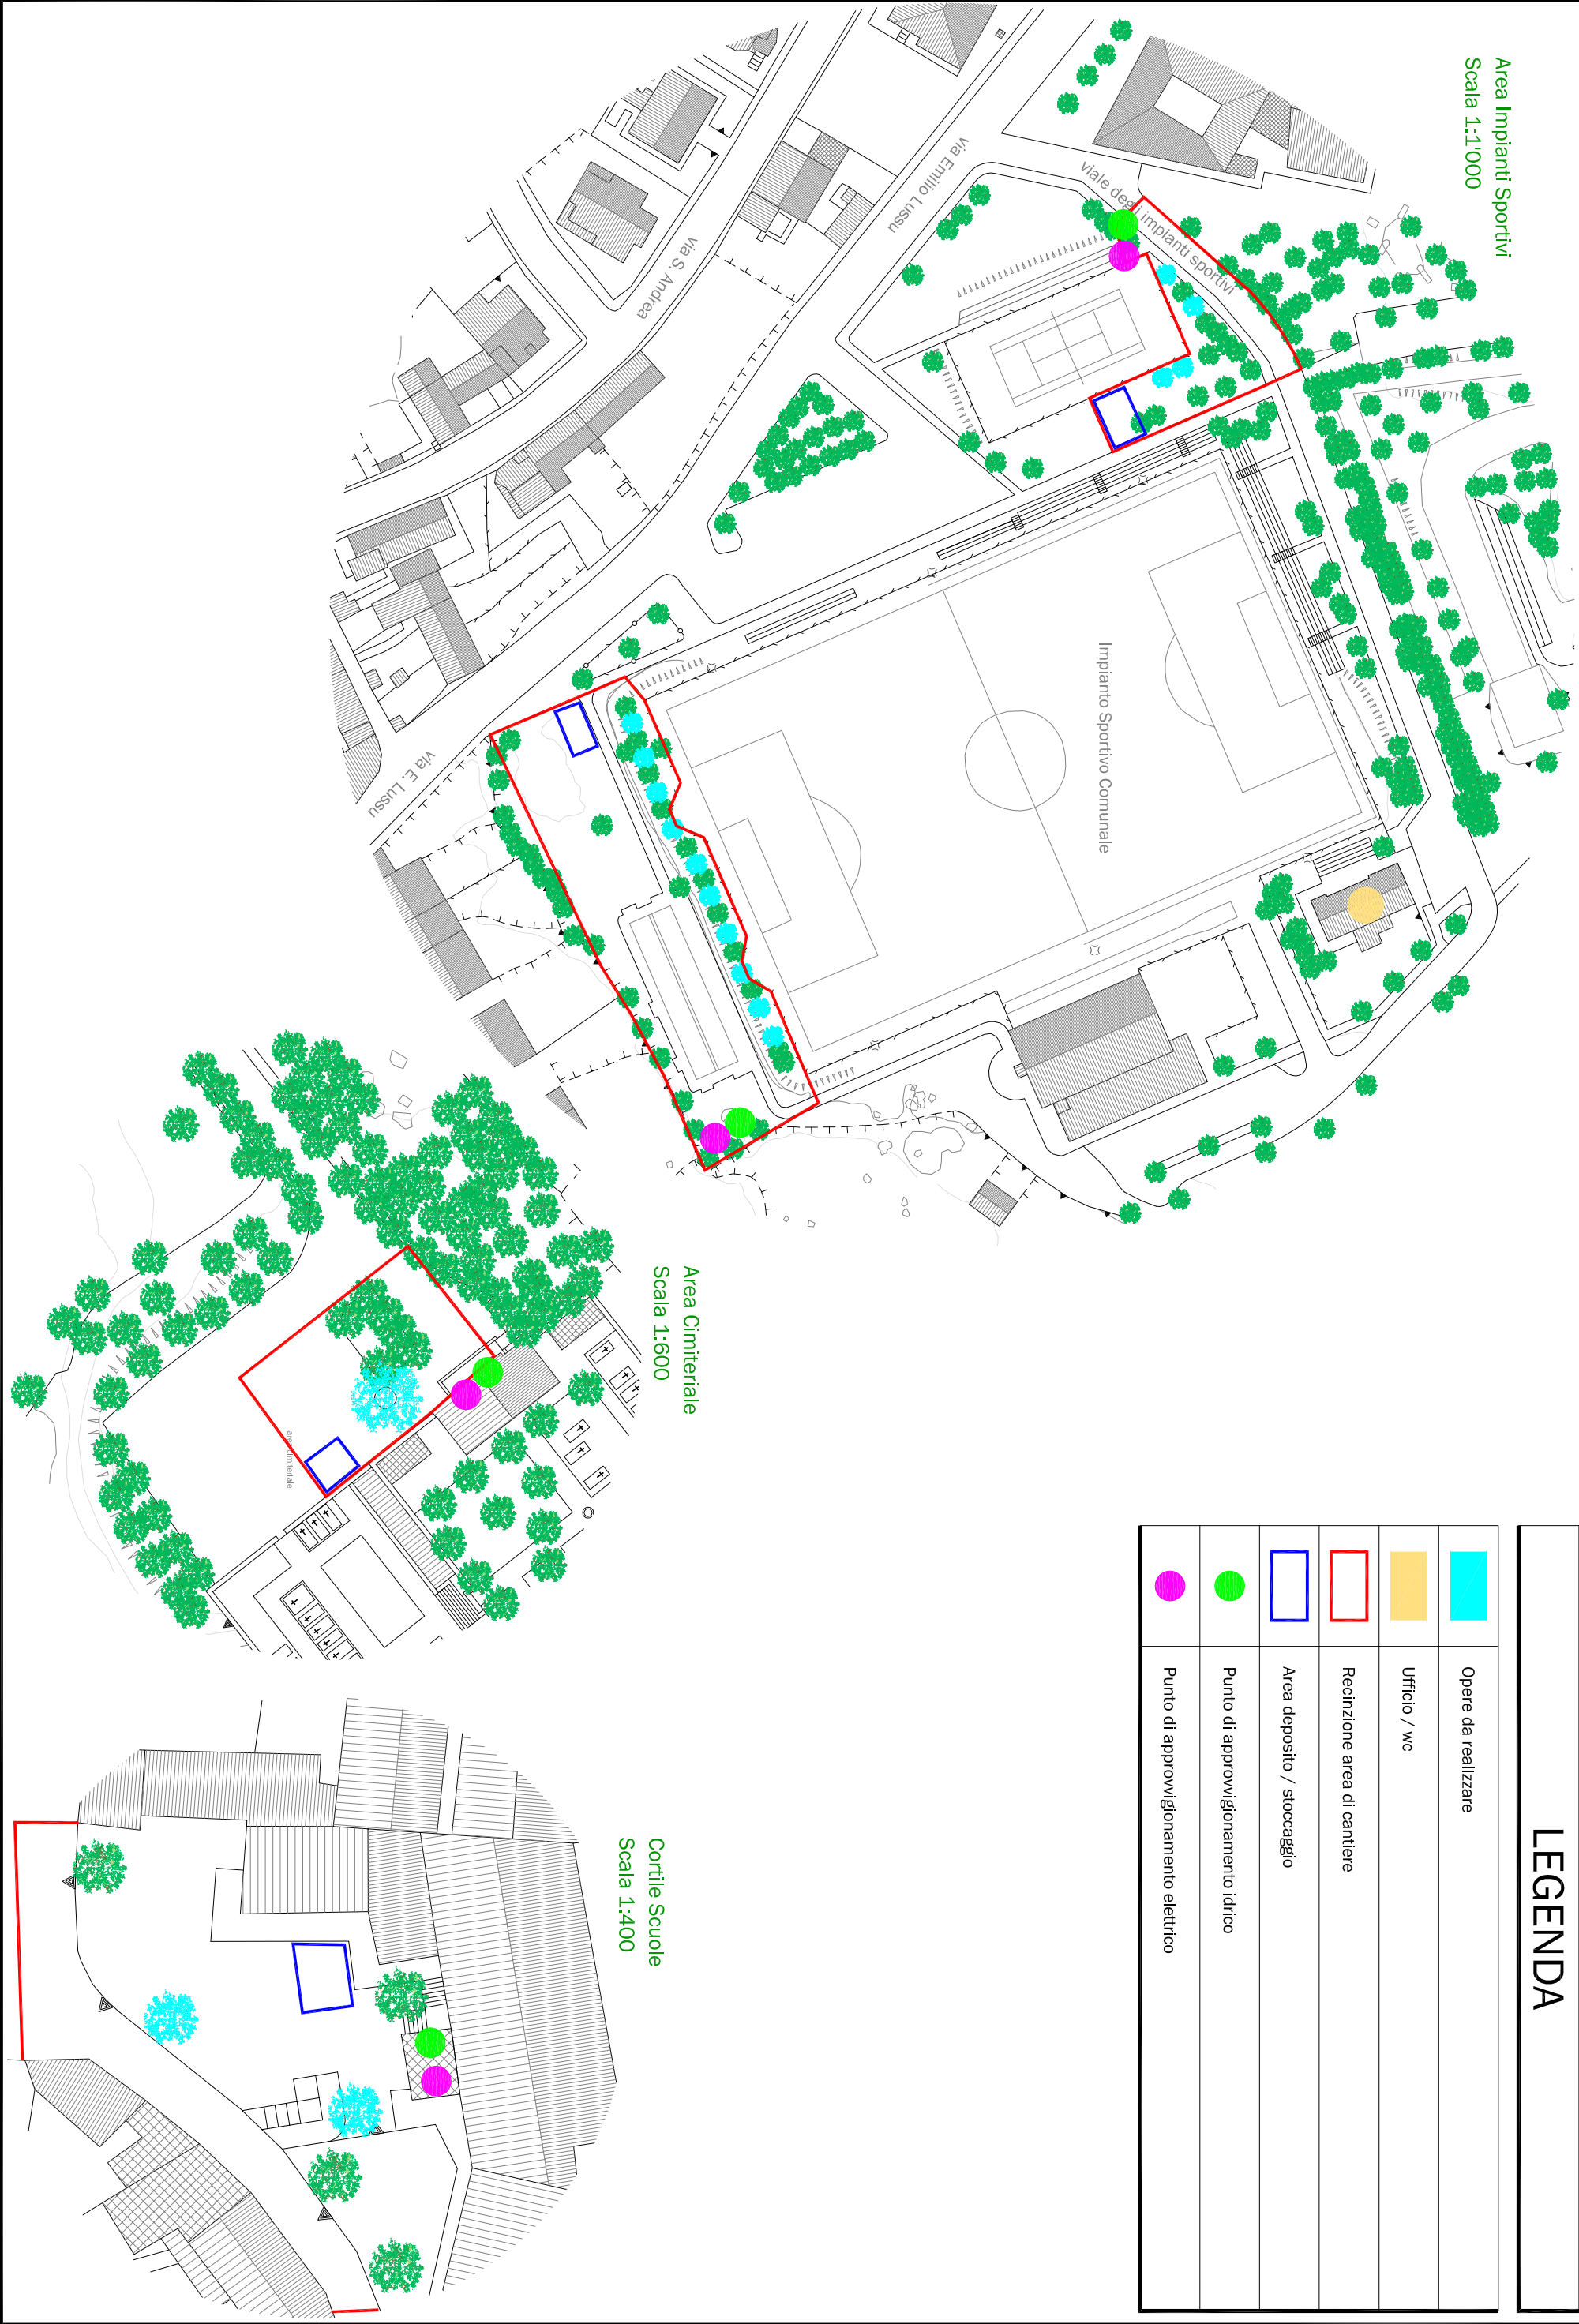 Area Impianti Sportivi
Scala 1:1'000
via Emilio Lussu
viale degli impianti sportivi
via S. Andrea
Impianto Sportivo Comunale
via E. Lussu
Area Cimiteriale
Scala 1:600
area cimiteriale
Cortile Scuole
Scala 1:400
LEGENDA
Opere da realizzare
Ufficio / wc
Recinzione area di cantiere
Area deposito / stoccaggio
Punto di approvvigionamento idrico
Punto di approvvigionamento elettrico